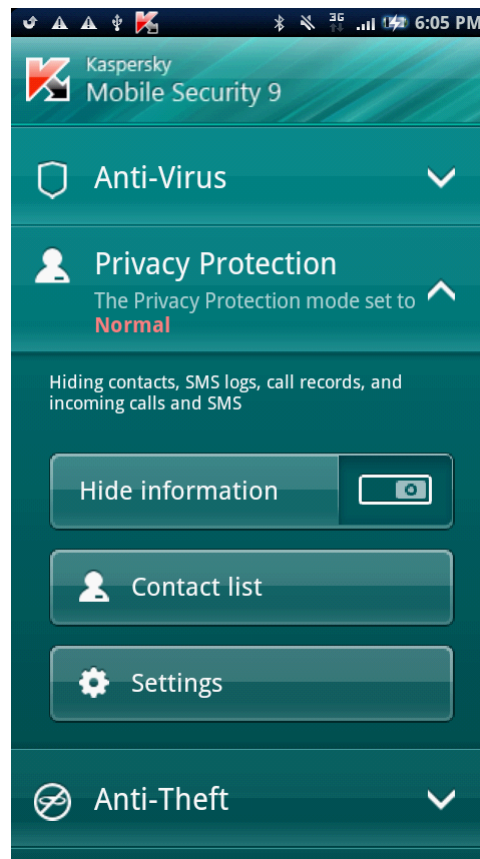 3G 6:05 PM
Kaspersky
Mobile Security 9
Anti-Virus
Privacy Protection
The Privacy Protection mode set to
Normal
Hiding contacts, SMS logs, call records, and
incoming calls and SMS
Hide information
Contact list
Settings
Anti-Theft